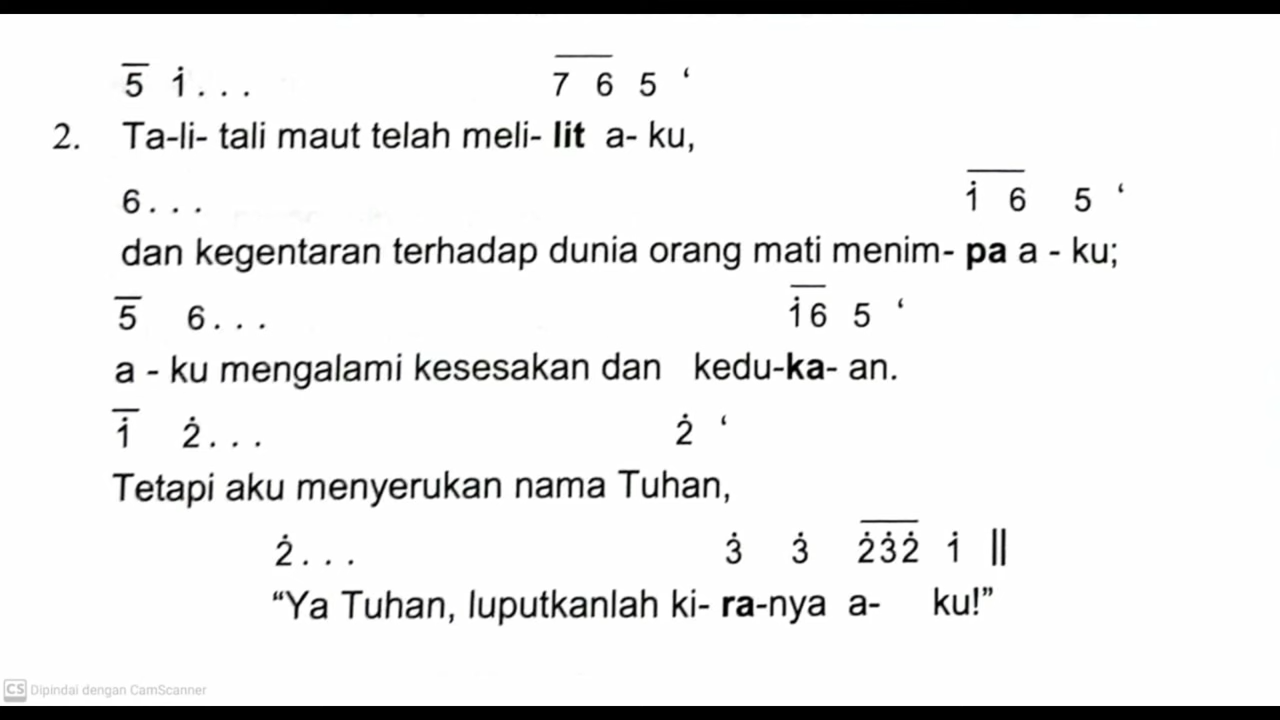 5̅ 1̇ . . . 7̅ ̅6̅ 5 ‘
2. Ta-li- tali maut telah meli- lit a- ku,
6 . . . 1̇̅ ̅6̅ 5 ‘
dan kegentaran terhadap dunia orang mati menim- pa a - ku;
5̅ 6 . . . 1̇̅6̅ 5 ‘
a - ku mengalami kesesakan dan kedu-ka- an.
1̇̅ 2̇ . . . 2̇ ‘
Tetapi aku menyerukan nama Tuhan,
2̇ . . . 3̇ 3̇ 2̇̅3̇̅2̇̅ 1̇ ||
“Ya Tuhan, luputkanlah ki- ra-nya a- ku!”
CS Dipindai dengan CamScanner